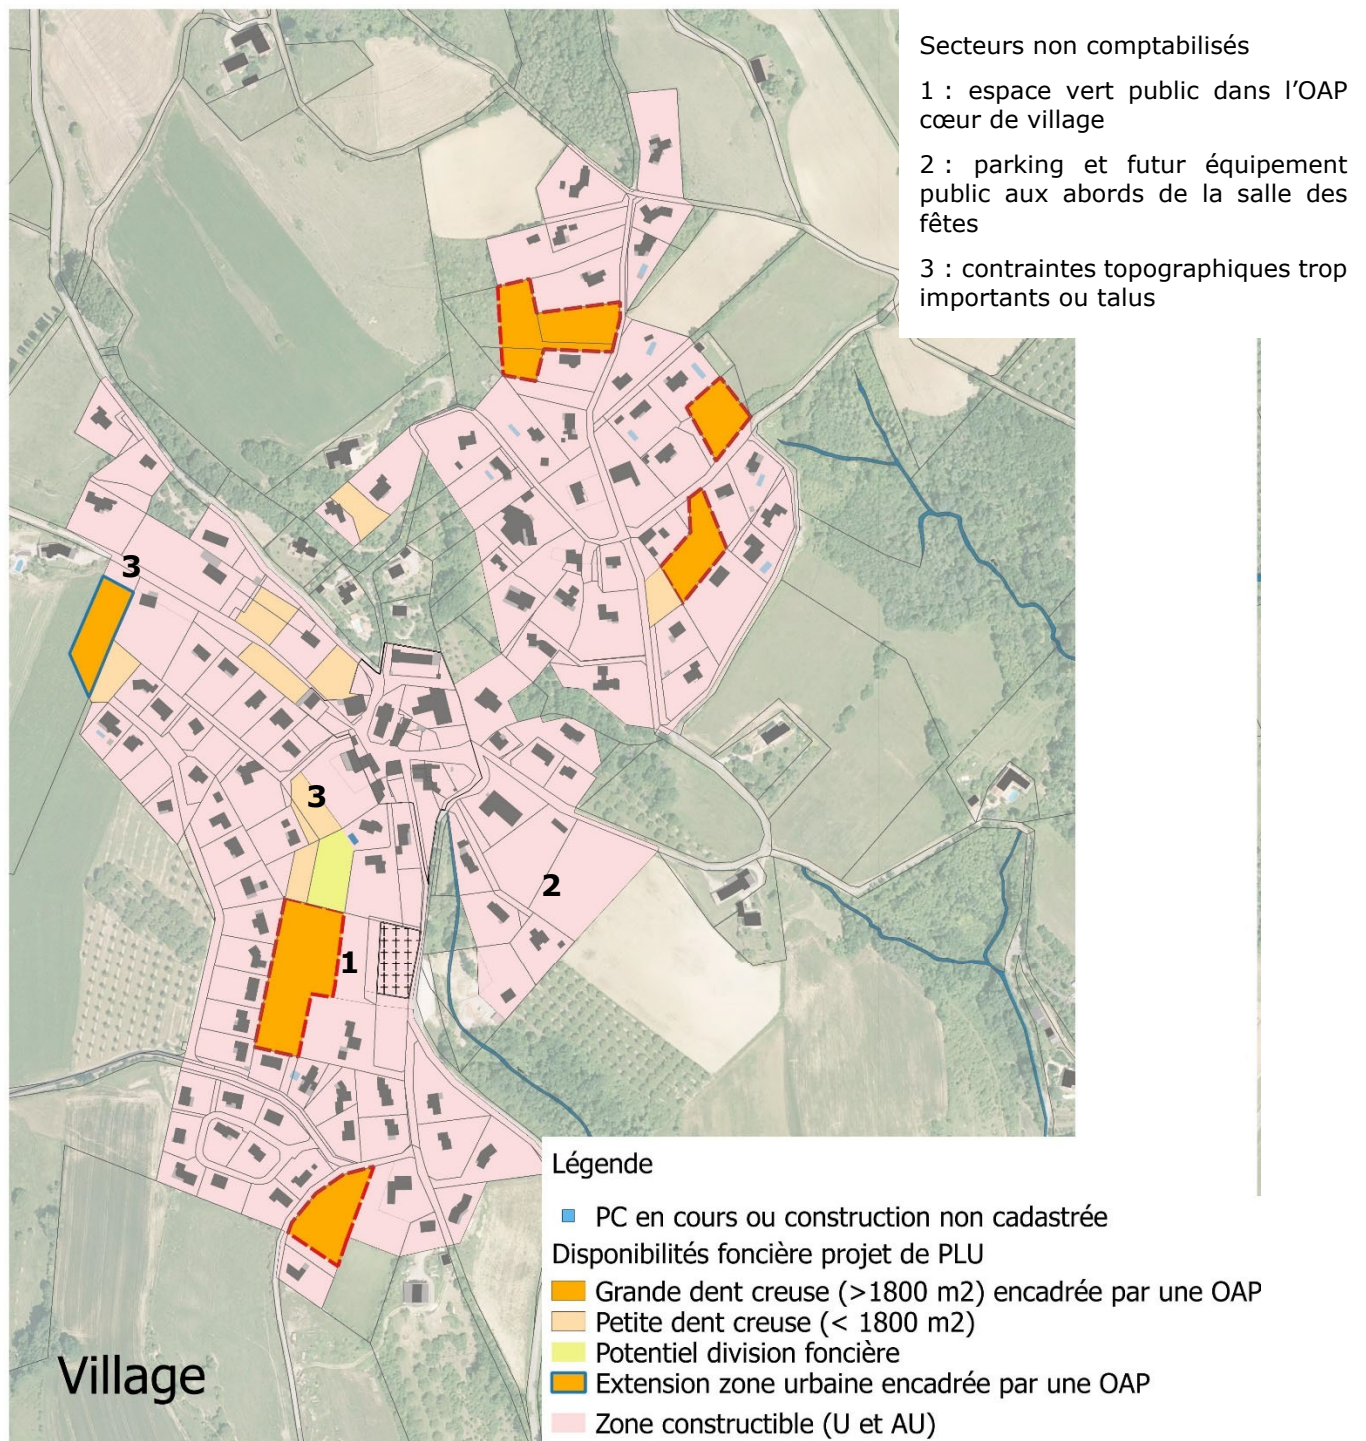 Secteurs non comptabilisés
1 : espace vert public dans l’OAP
cœur de village
2 : parking et futur équipement
public aux abords de la salle des
fêtes
3 : contraintes topographiques trop
importants ou talus
3
3
2
1
Légende
PC en cours ou construction non cadastrée
Disponibilités foncière projet de PLU
Grande dent creuse (>1800 m2) encadrée par une OAP
Petite dent creuse (< 1800 m2)
Potentiel division foncière
Extension zone urbaine encadrée par une OAP
Zone constructible (U et AU)
Village